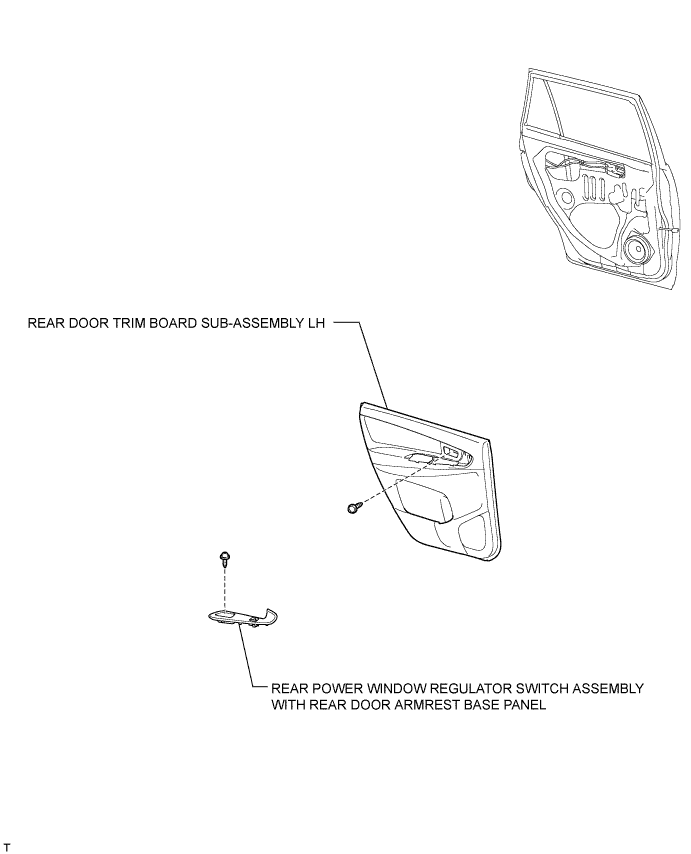 REAR DOOR TRIM BOARD SUB-ASSEMBLY LH
REAR POWER WINDOW REGULATOR SWITCH ASSEMBLY
WITH REAR DOOR ARMREST BASE PANEL
T